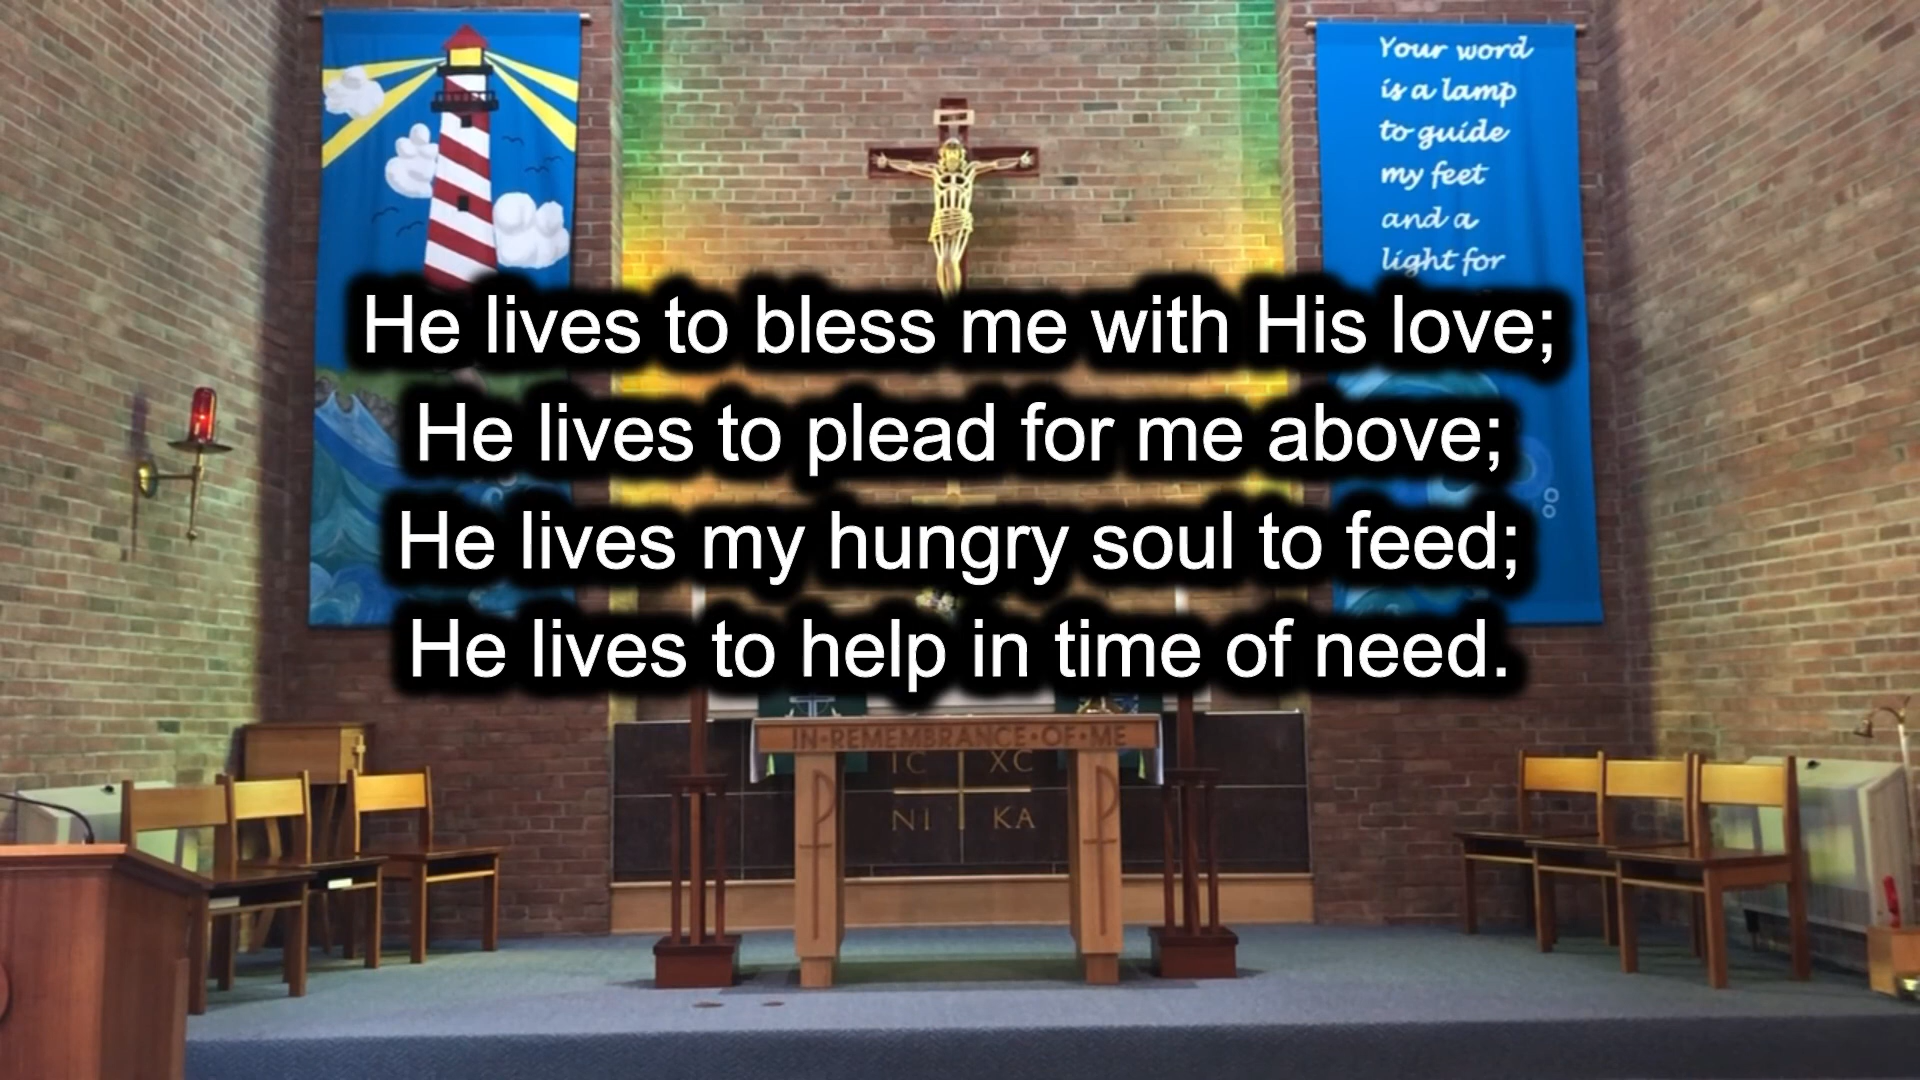 Your word
is a lamp
to guide
my feet
and a
light for
He lives to bless me with His love;
He lives to plead for me above;
He lives my hungry soul to feed;
He lives to help in time of need.
IN·REMEMBRANCE·OF·ME
IC XC
NI KA